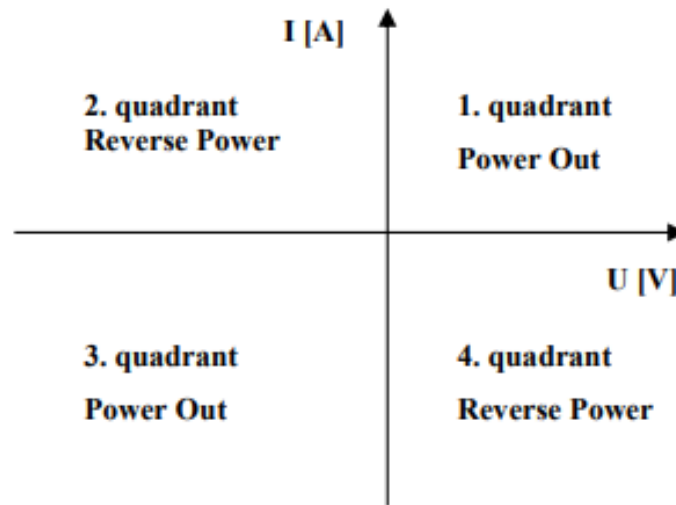 I [A]
2. quadrant
Reverse Power
1. quadrant
Power Out
U [V]
3. quadrant
Power Out
4. quadrant
Reverse Power